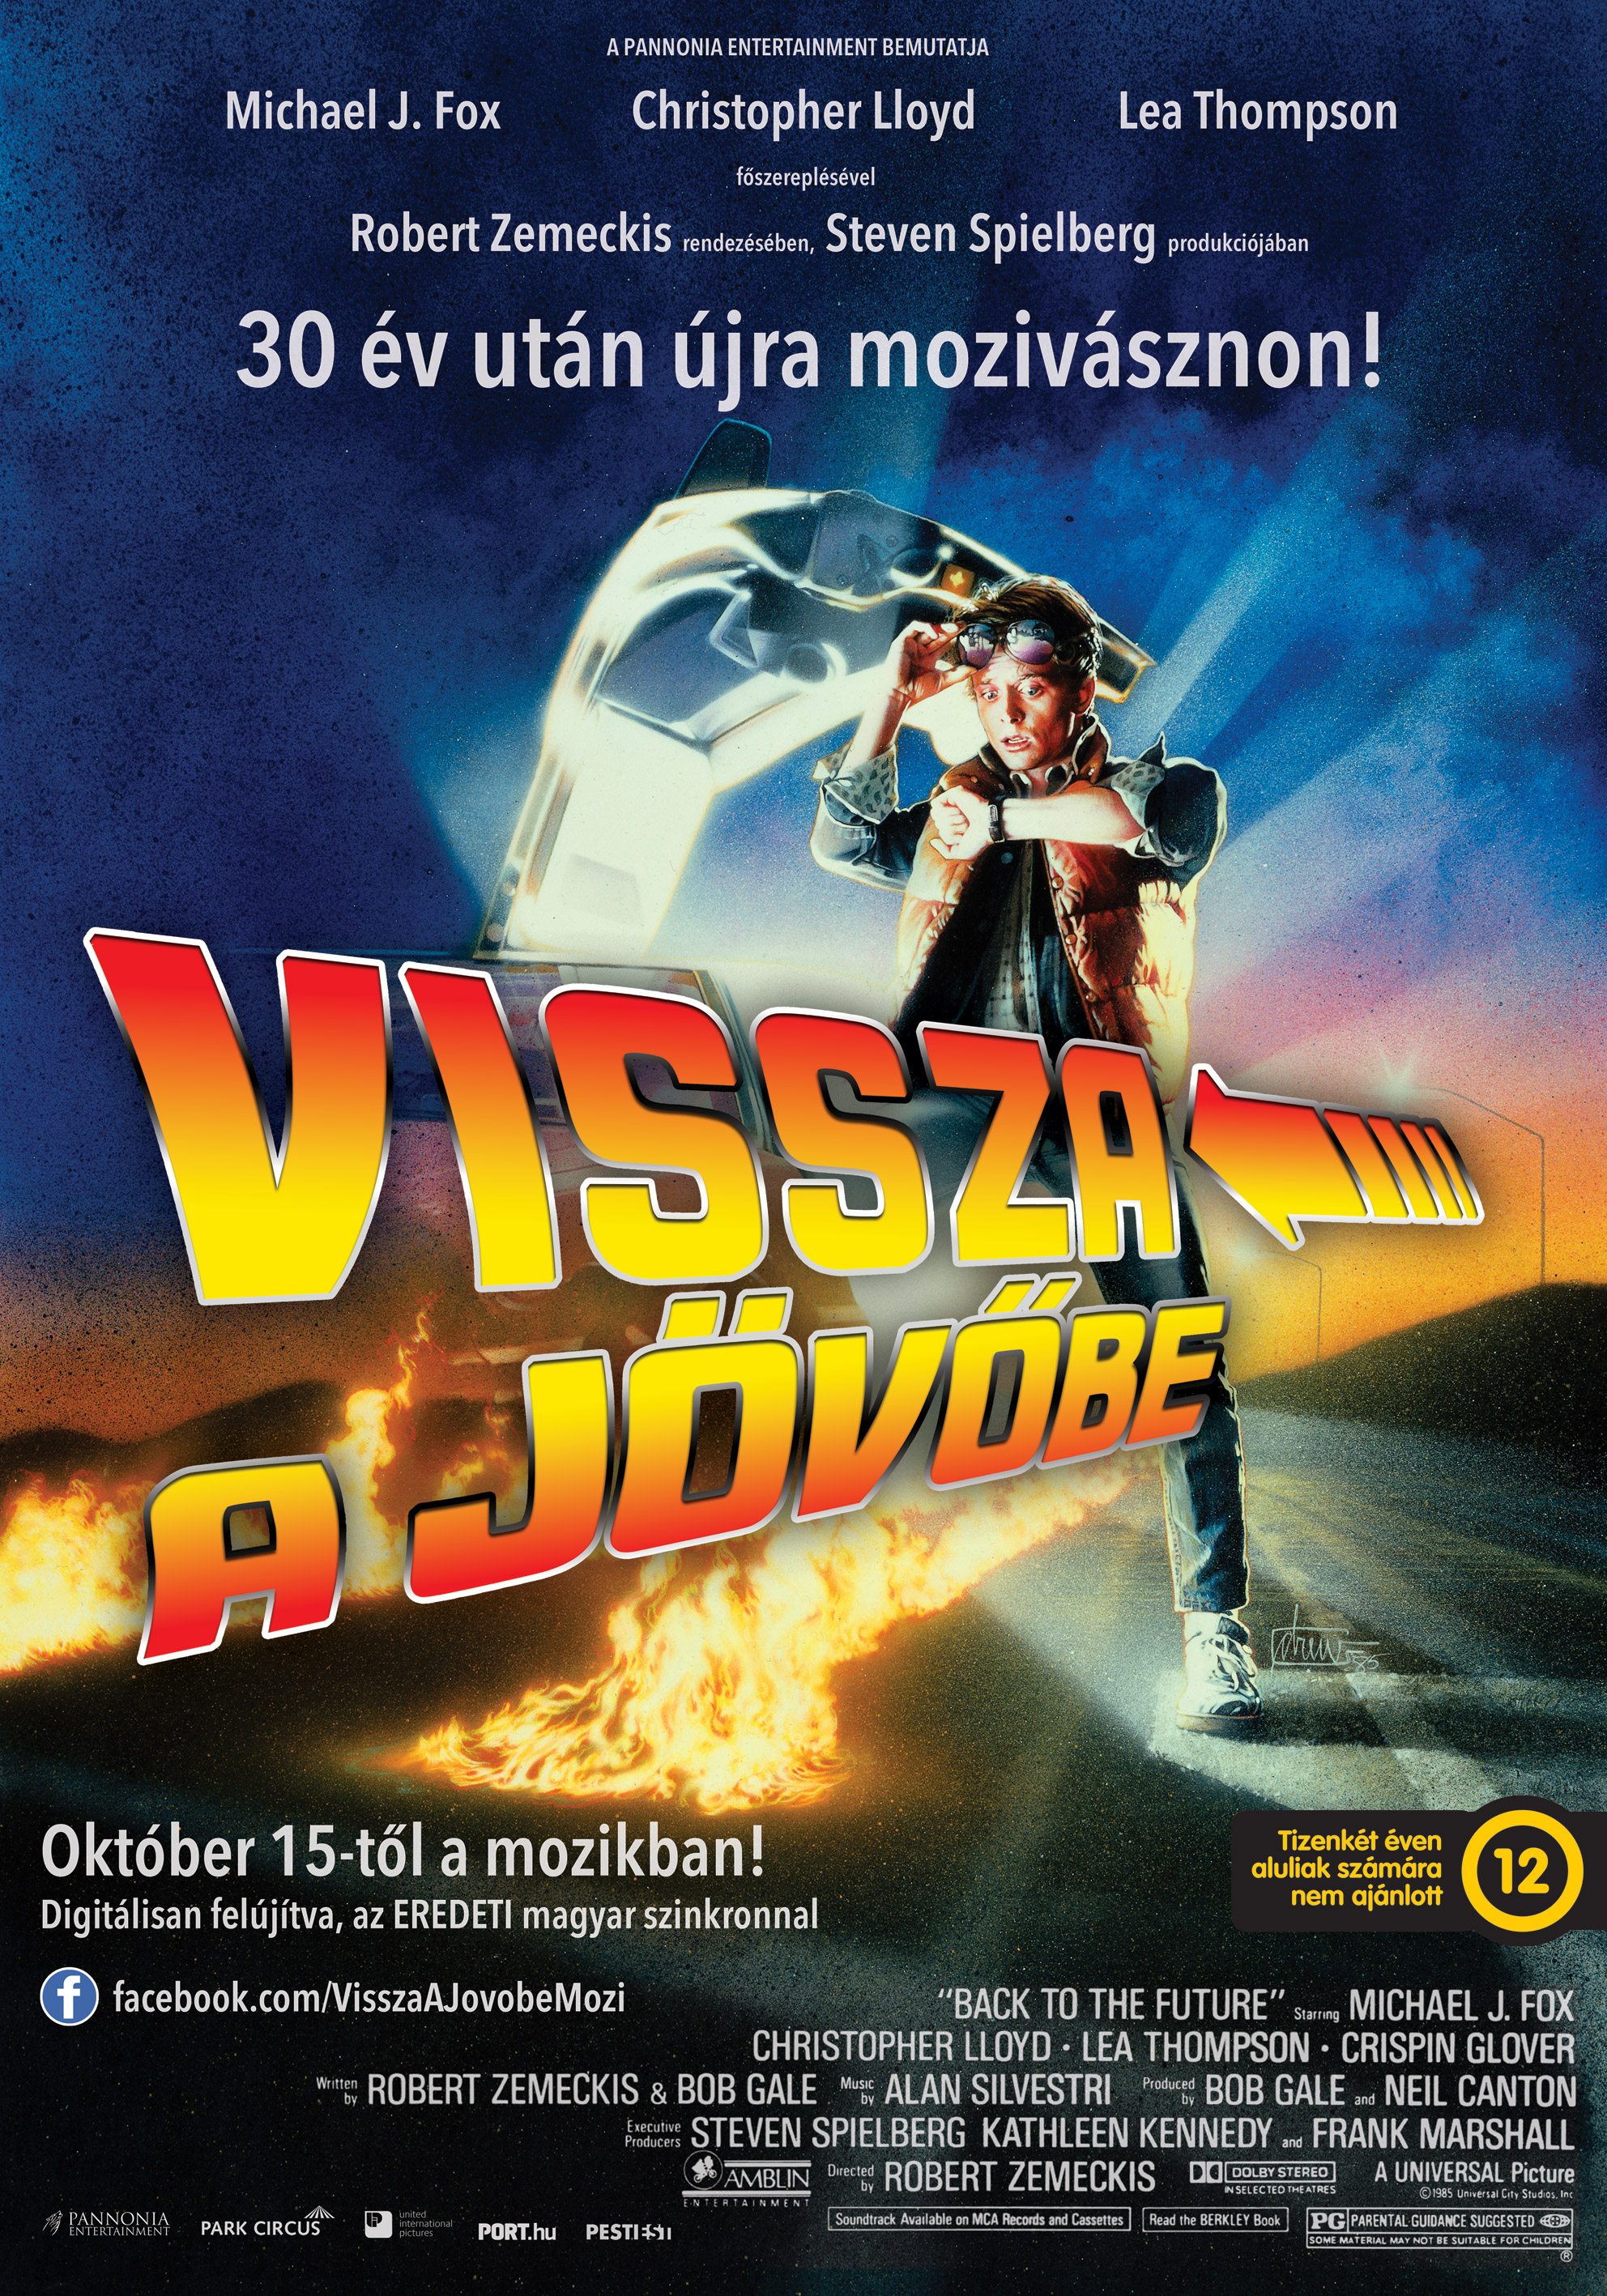 A PANNONIA ENTERTAINMENT BEMUTATJA
Michael J. Fox Christopher Lloyd Lea Thompson
főszereplésével
Robert Zemeckis rendezésében, Steven Spielberg produkciójában
30 év után újra mozivásznon!
VISSZA
A JÖVŐBE
drew 85
Október 15-től a mozikban!
Digitálisan felújítva, az EREDETI magyar szinkronnal
Tizenkét éven
aluliak számára
nem ajánlott
12
facebook.com/VisszaAJovobeMozi
"BACK TO THE FUTURE" Starring MICHAEL J. FOX
CHRISTOPHER LLOYD · LEA THOMPSON · CRISPIN GLOVER
Written by ROBERT ZEMECKIS & BOB GALE Music by ALAN SILVESTRI Produced by BOB GALE and NEIL CANTON
Executive Producers STEVEN SPIELBERG KATHLEEN KENNEDY and FRANK MARSHALL
AMBLIN ENTERTAINMENT Directed by ROBERT ZEMECKIS DOLBY STEREO IN SELECTED THEATRES A UNIVERSAL Picture
©1985 Universal City Studios, Inc
Soundtrack Available on MCA Records and Cassettes Read the BERKLEY Book PG PARENTAL GUIDANCE SUGGESTED
SOME MATERIAL MAY NOT BE SUITABLE FOR CHILDREN
®
PANNONIA ENTERTAINMENT PARK CIRCUS united international pictures PORT.hu PESTI EST